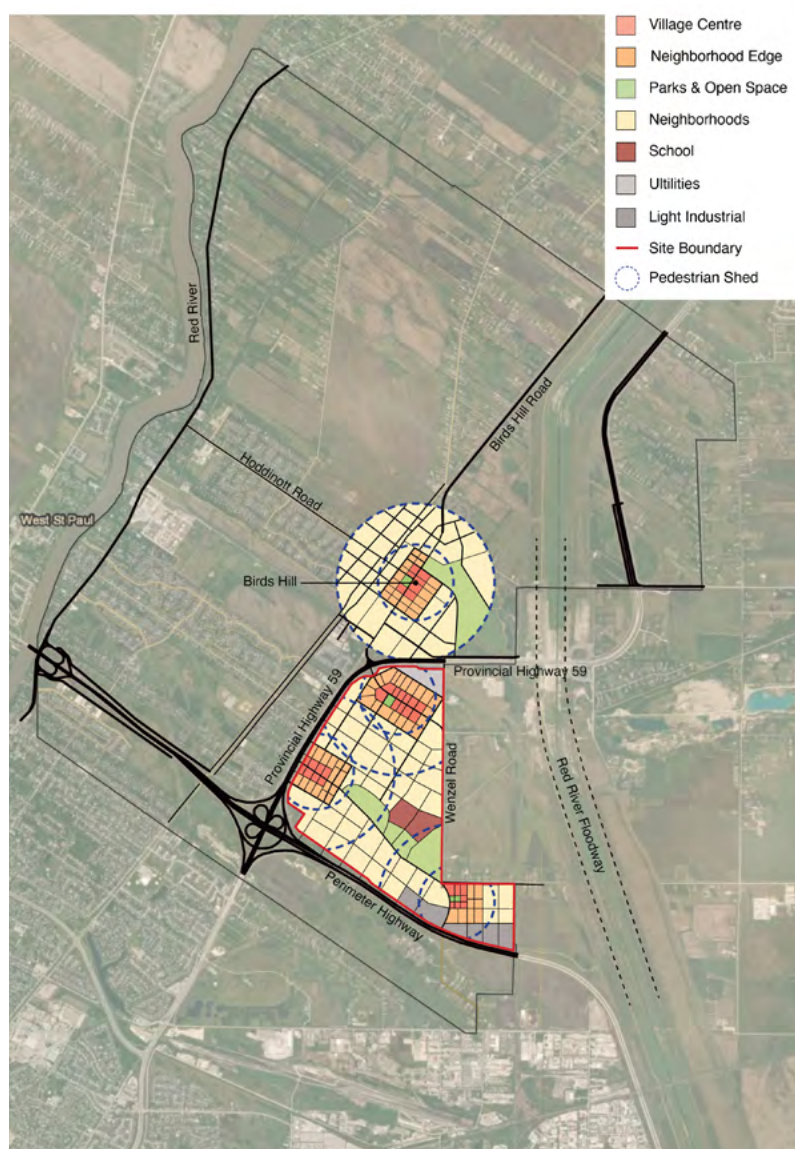 Village Centre
Neighborhood Edge
Parks & Open Space
Neighborhoods
School
Ultilities
Light Industrial
Site Boundary
Pedestrian Shed
Red River
Birds Hill Road
Hoddinott Road
West St Paul
Birds Hill
Provincial Highway 59
Provincial Highway 59
Wenzel Road
Red River Floodway
Perimeter Highway